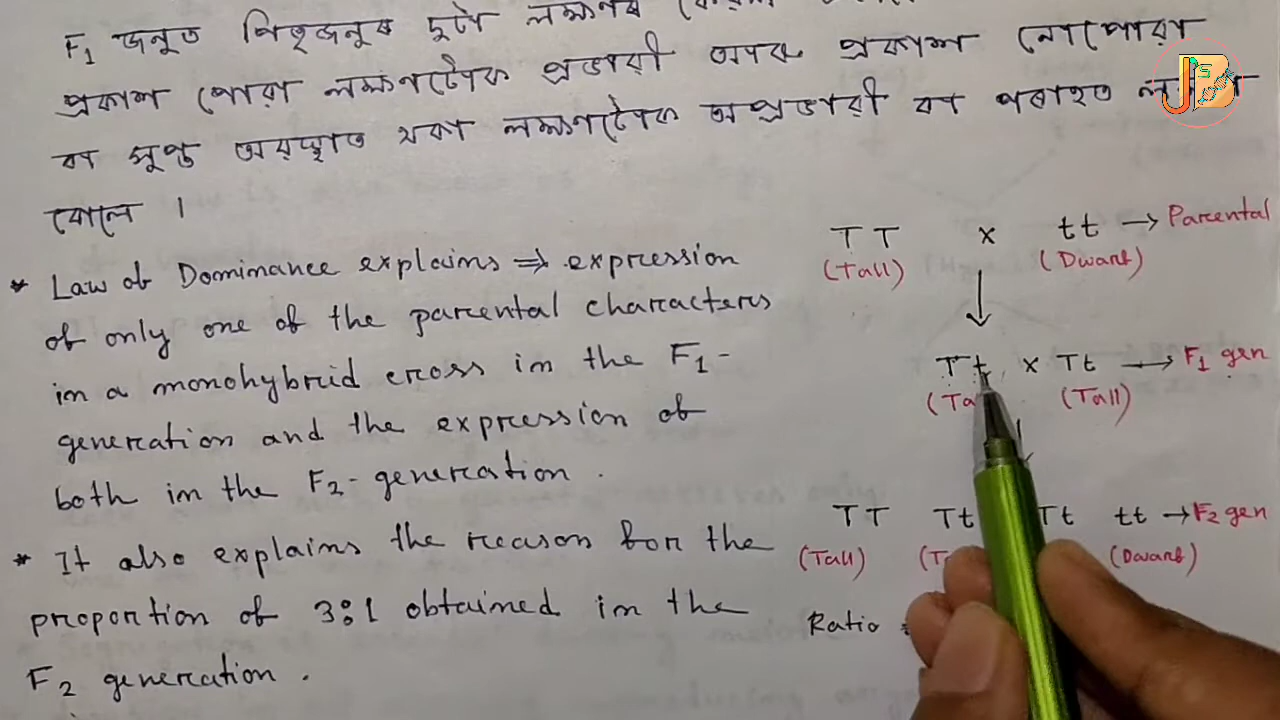 F₁ জনুত পিতৃজনুৰ দুটা লক্ষণৰ
প্ৰকাশ পোৱা লক্ষণটোক প্ৰভাৱী আৰু প্ৰকাশ নোপোৱা
বা সুপ্ত অৱস্থাত থকা লক্ষণটোক অপ্ৰভাৱী বা পৰাহত
বোলে ।
* Law of Dominance explains ⇒ expression
of only one of the parental characters
in a monohybrid cross in the F₁-
generation and the expression of
both in the F₂-generation.
* It also explains the reason for the
proportion of 3:1 obtained in the
F₂ generation.
TT x tt → Parental
(Tall) (Dwarf)
Tt x Tt → F₁ gen
(Tall)
TT Tt Tt tt → F₂ gen
(Tall) (Dwarf)
Ratio